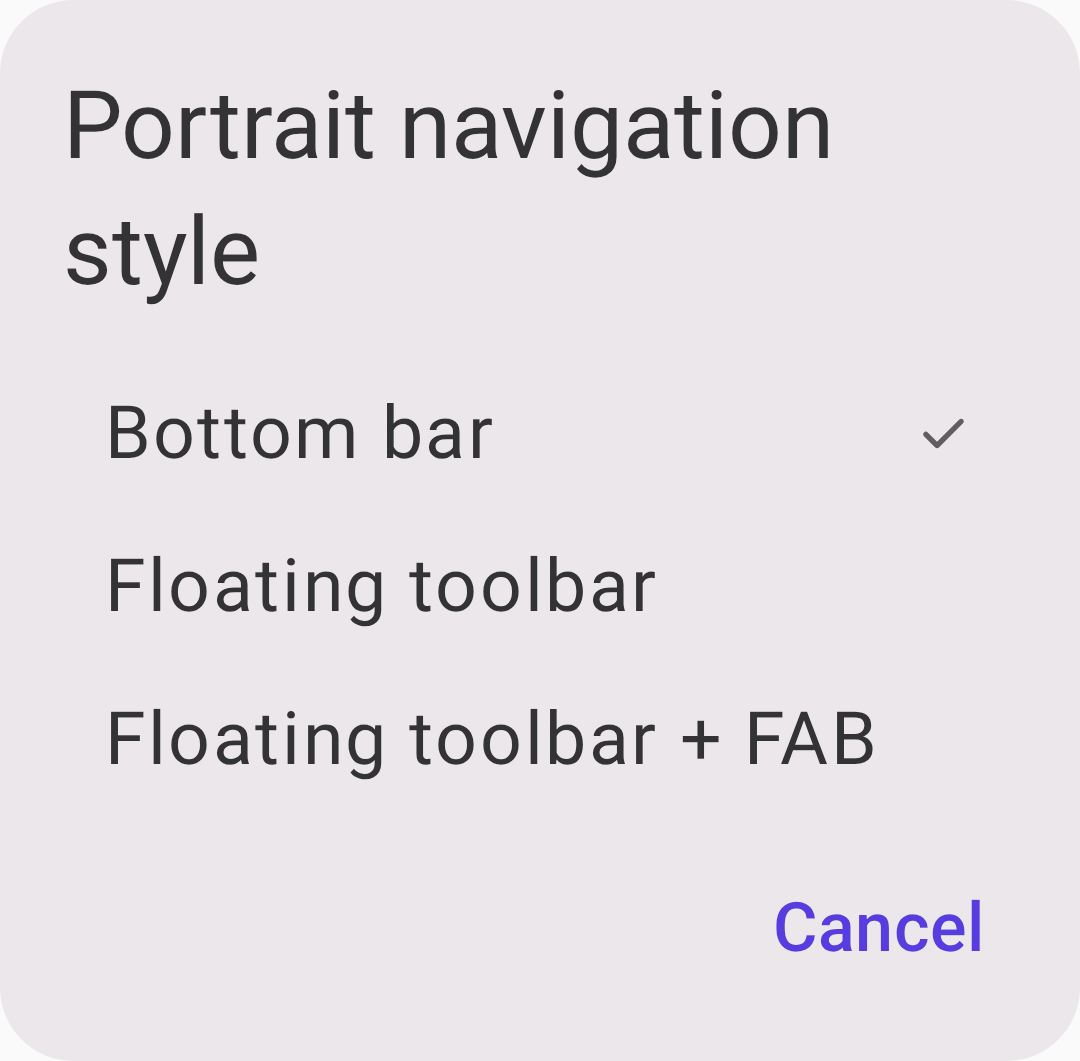 Portrait navigation
style
Bottom bar
Floating toolbar
Floating toolbar + FAB
Cancel